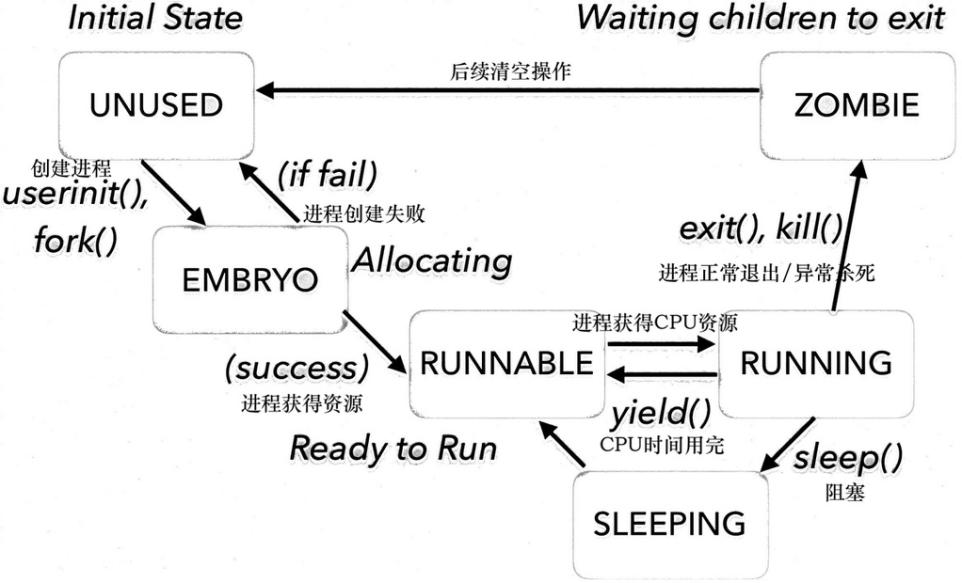 Initial State
Waiting children to exit
后续清空操作
UNUSED
ZOMBIE
创建进程
userinit(),
fork()
(if fail)
进程创建失败
exit(), kill()
进程正常退出/异常杀死
EMBRYO
Allocating
进程获得CPU资源
RUNNABLE
RUNNING
(success)
进程获得资源
yield()
CPU时间用完
Ready to Run
sleep()
阻塞
SLEEPING